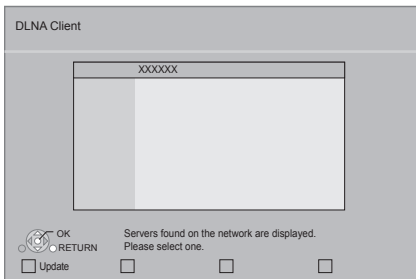 DLNA Client
XXXXXX
OK
RETURN
Servers found on the network are displayed.
Please select one.
Update